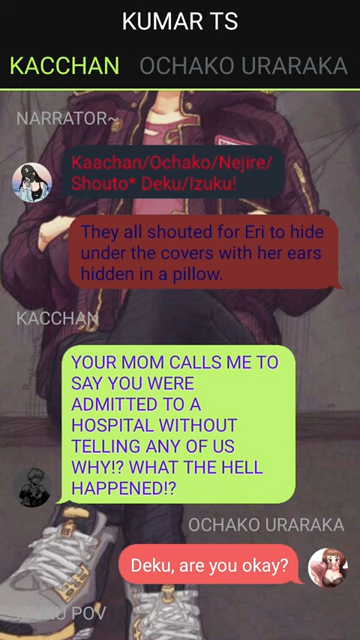 KUMAR TS
KACCHAN OCHAKO URARAKA
NARRATOR~
Kaachan/Ochako/Nejire/
Shouto* Deku/Izuku!
They all shouted for Eri to hide
under the covers with her ears
hidden in a pillow.
KACCHAN
YOUR MOM CALLS ME TO
SAY YOU WERE
ADMITTED TO A
HOSPITAL WITHOUT
TELLING ANY OF US
WHY!? WHAT THE HELL
HAPPENED!?
OCHAKO URARAKA
Deku, are you okay?
IZUKU POV